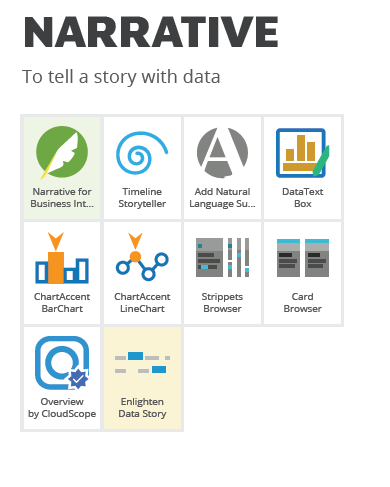 NARRATIVE
To tell a story with data
Narrative for
Business Int...
Timeline
Storyteller
Add Natural
Language Su...
DataText
Box
ChartAccent
BarChart
ChartAccent
LineChart
Strippets
Browser
Card
Browser
Overview
by CloudScope
Enlighten
Data Story